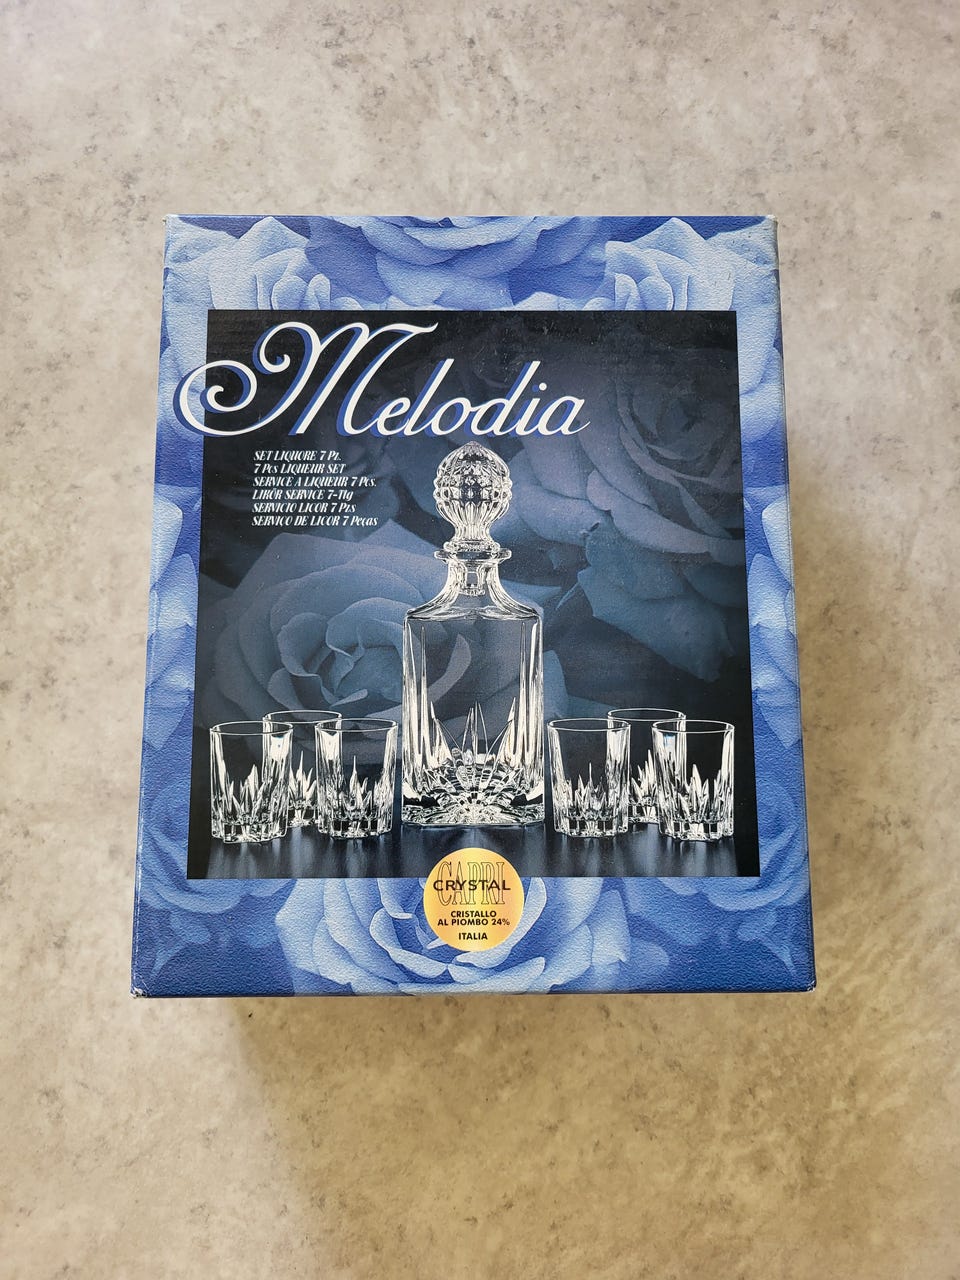 Melodia
SET LIQUORE 7 Pz.
7 Pcs LIQUEUR SET
SERVICE A LIQUEUR 7 Pcs.
LIKÖR SERVICE 7-Tlg
SERVICIO LICOR 7 Pzs
SERVIÇO DE LICOR 7 Peças
CAPRI
CRYSTAL
CRISTALLO
AL PIOMBO 24%
ITALIA